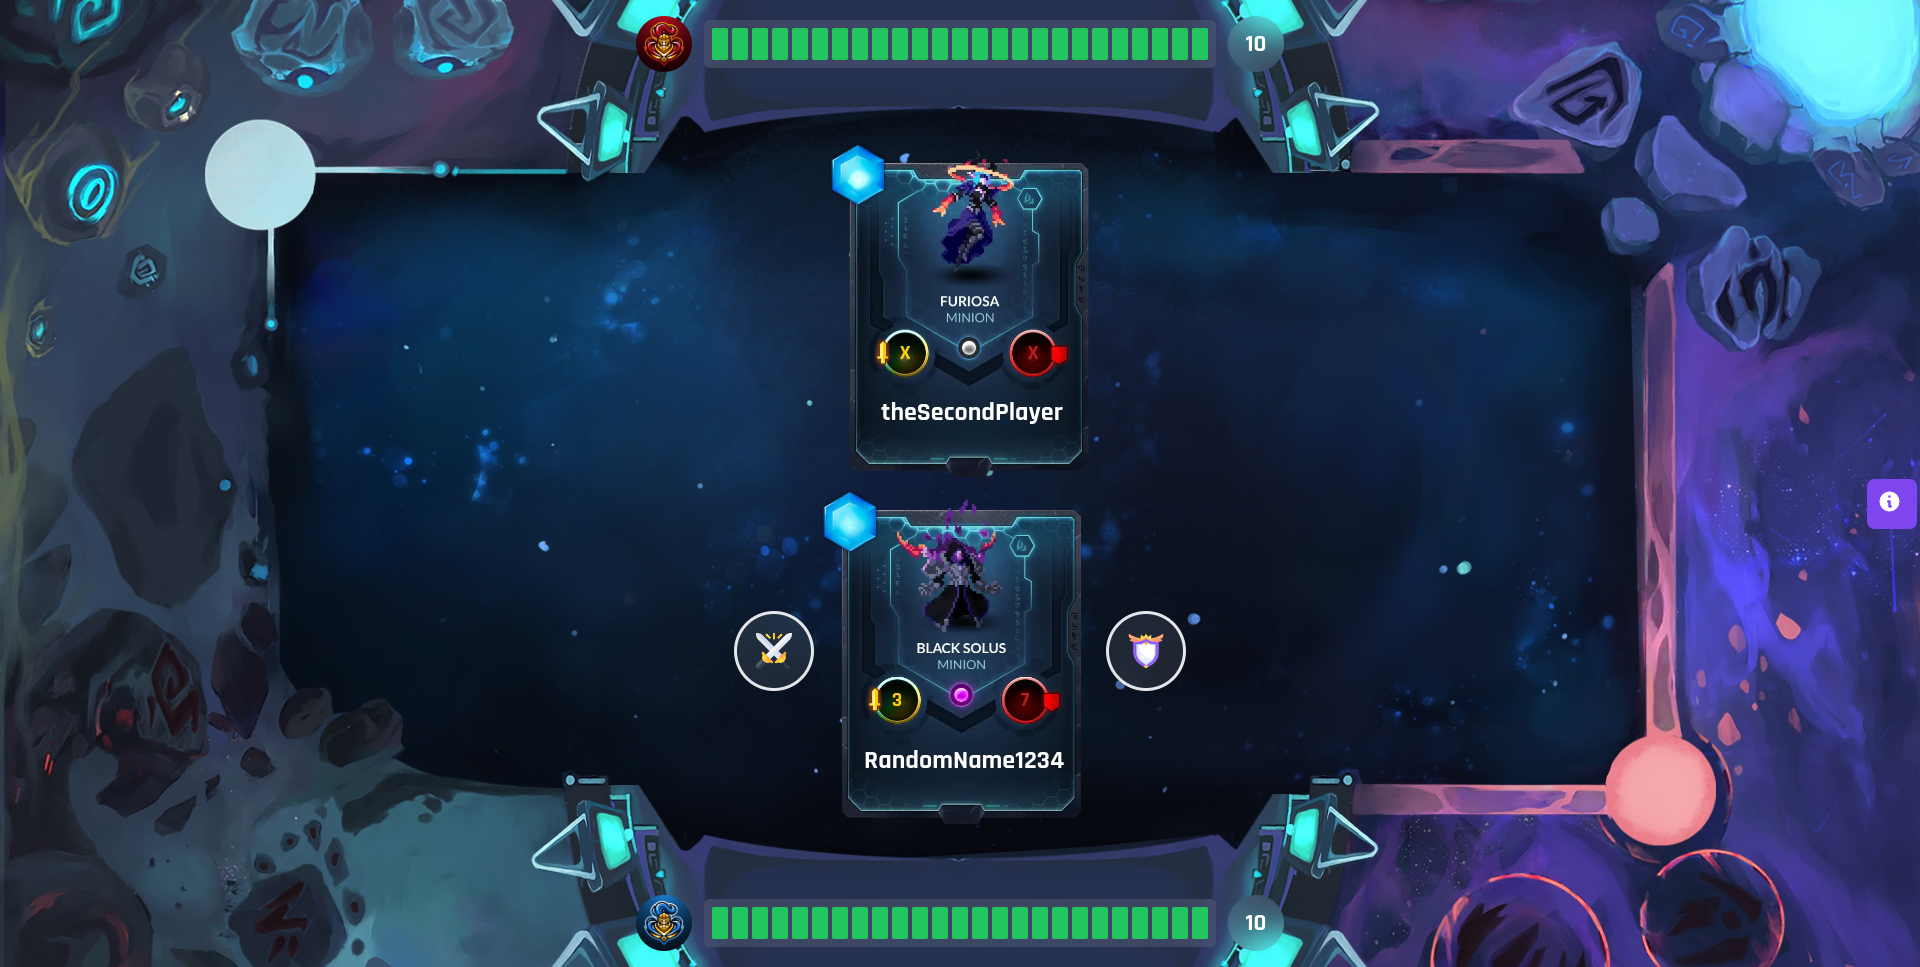 10
FURIOSA
MINION
X X
theSecondPlayer
BLACK SOLUS
MINION
3 7
RandomName1234
10